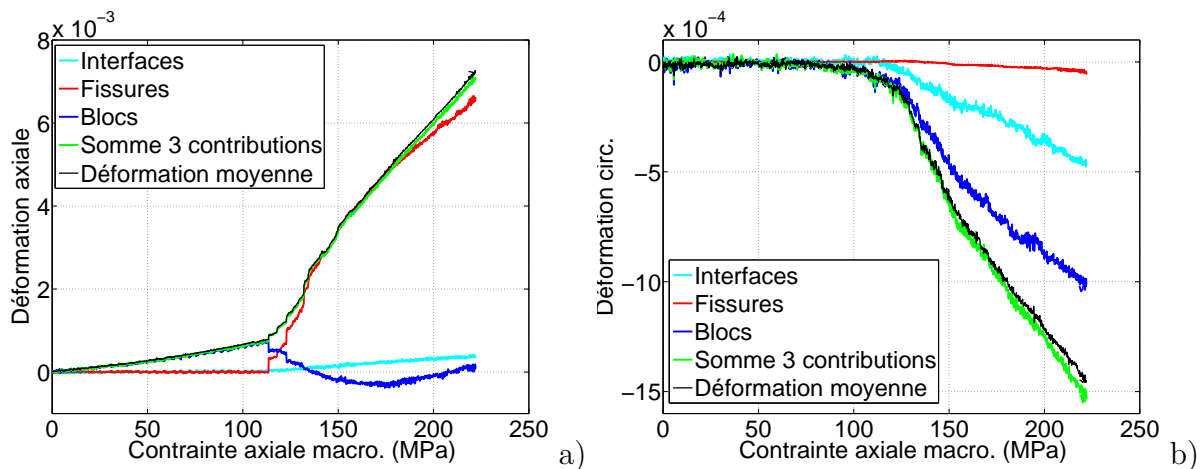 x 10⁻³
8
6
4
2
0
Déformation axiale
Interfaces
Fissures
Blocs
Somme 3 contributions
Déformation moyenne
0 50 100 150 200 250
Contrainte axiale macro. (MPa)
a)
x 10⁻⁴
0
−5
−10
−15
Déformation circ.
Interfaces
Fissures
Blocs
Somme 3 contributions
Déformation moyenne
0 50 100 150 200 250
Contrainte axiale macro. (MPa)
b)